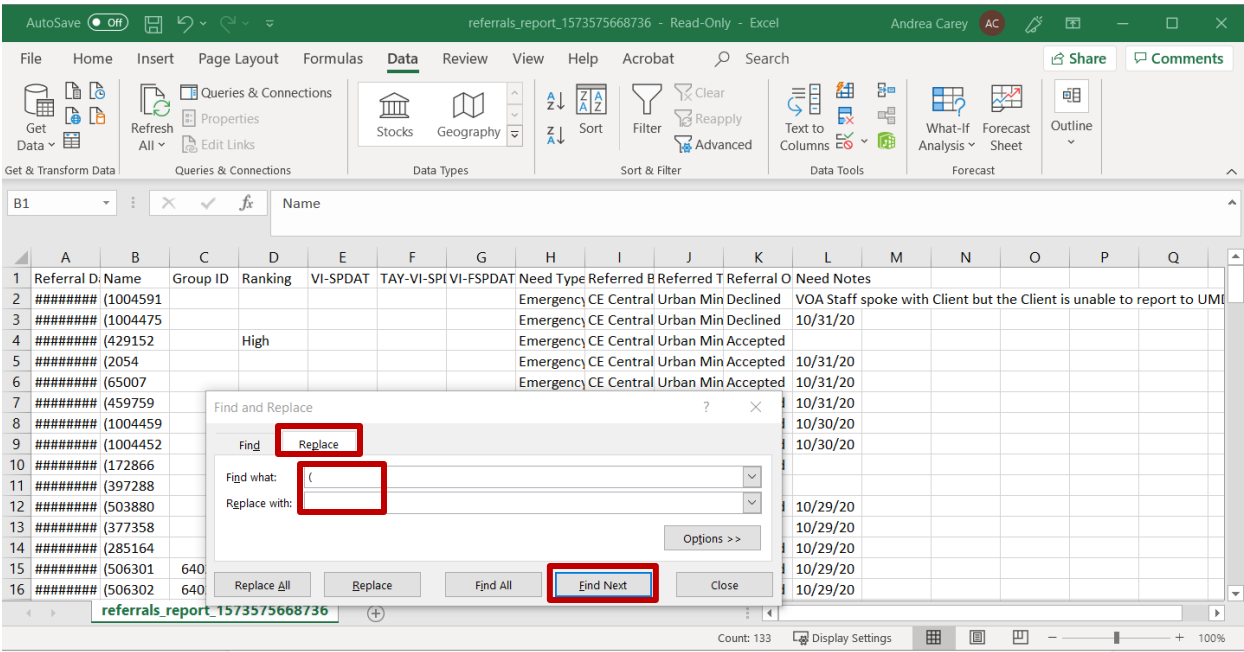 AutoSave Off referrals_report_1573575668736 - Read-Only - Excel Andrea Carey AC
File Home Insert Page Layout Formulas Data Review View Help Acrobat Search Share Comments
Get Data
Refresh All
Queries & Connections
Properties
Edit Links
Stocks Geography
Sort
Filter
Clear
Reapply
Advanced
Text to Columns
What-If Analysis
Forecast Sheet
Outline
Get & Transform Data Queries & Connections Data Types Sort & Filter Data Tools Forecast
B1 fx Name
A B C D E F G H I J K L M N O P Q
1 Referral Da Name Group ID Ranking VI-SPDAT TAY-VI-SPI VI-FSPDAT Need Type Referred B Referred T Referral O Need Notes
2 ######## (1004591 Emergency CE Central Urban Min Declined VOA Staff spoke with Client but the Client is unable to report to UMI
3 ######## (1004475 Emergency CE Central Urban Min Declined 10/31/20
4 ######## (429152 High Emergency CE Central Urban Min Accepted
5 ######## (2054 Emergency CE Central Urban Min Accepted 10/31/20
6 ######## (65007 Emergency CE Central Urban Min Accepted 10/31/20
7 ######## (459759 10/31/20
8 ######## (1004459 10/30/20
9 ######## (1004452 10/30/20
10 ######## (172866
11 ######## (397288
12 ######## (503880 10/29/20
13 ######## (377358 10/29/20
14 ######## (285164 10/29/20
15 ######## (506301 640 10/29/20
16 ######## (506302 640 10/29/20
Find and Replace ?
Find Replace
Find what: (
Replace with:
Options >>
Replace All Replace Find All Find Next Close
referrals_report_1573575668736
Count: 133 Display Settings 100%